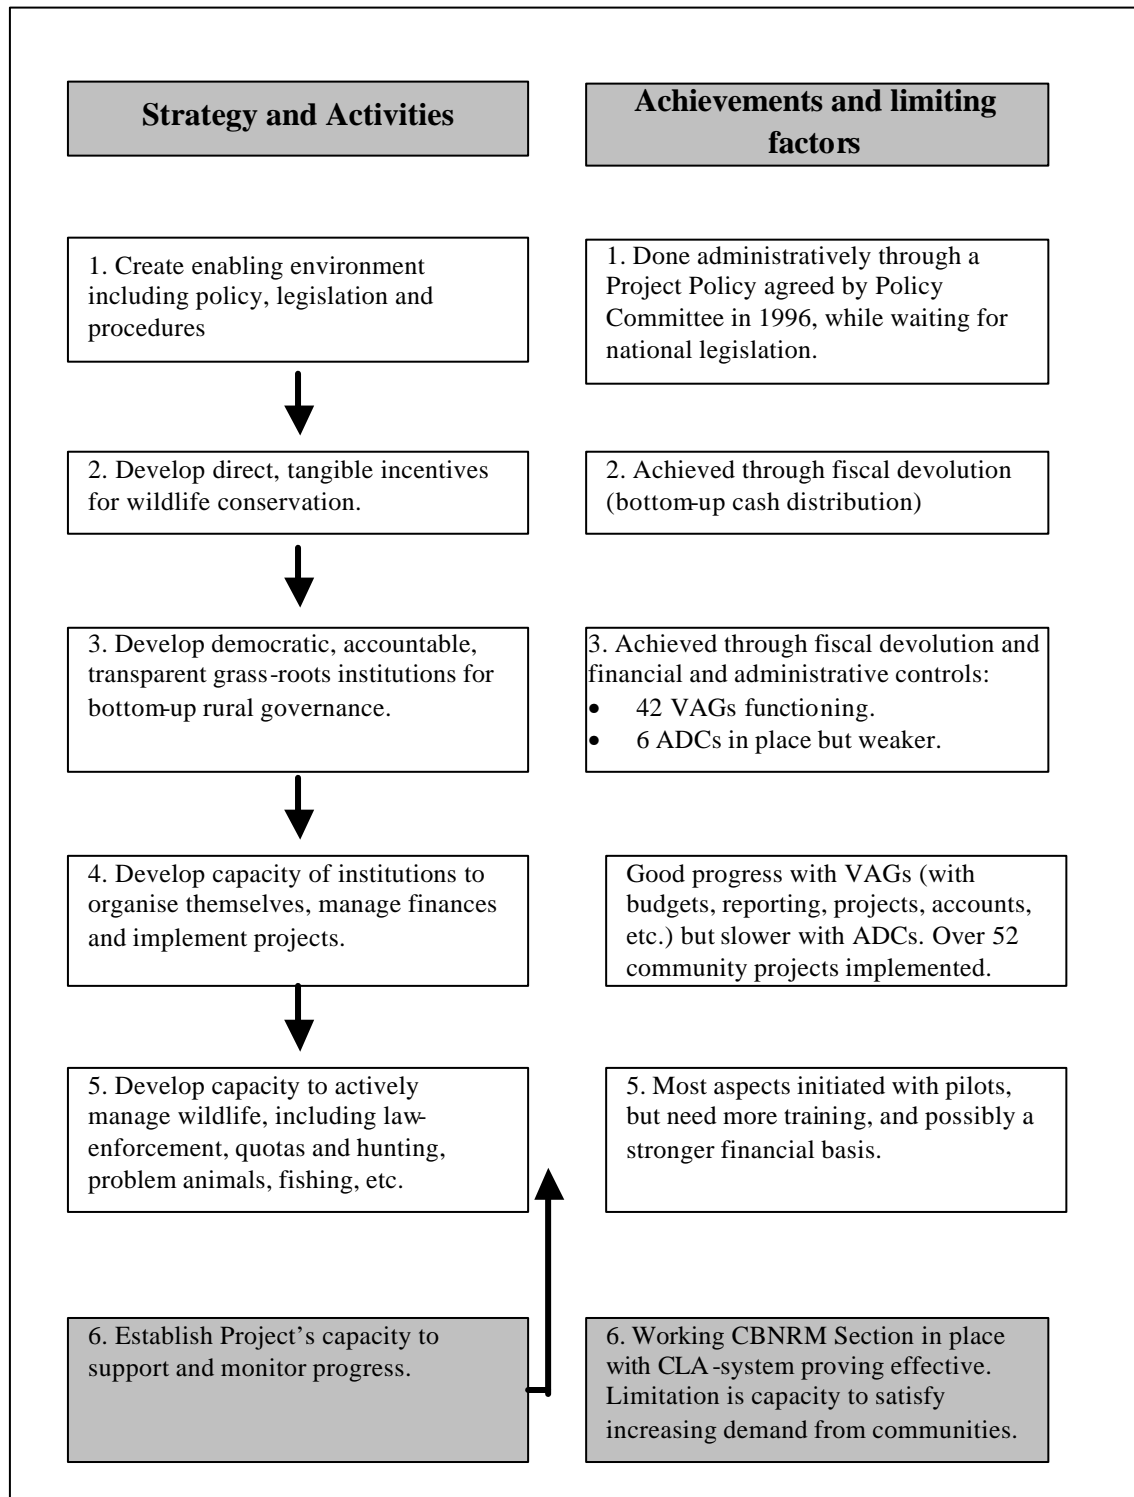 Strategy and Activities
Achievements and limiting
factors
1. Create enabling environment
including policy, legislation and
procedures
1. Done administratively through a
Project Policy agreed by Policy
Committee in 1996, while waiting for
national legislation.
2. Develop direct, tangible incentives
for wildlife conservation.
2. Achieved through fiscal devolution
(bottom-up cash distribution)
3. Develop democratic, accountable,
transparent grass-roots institutions for
bottom-up rural governance.
3. Achieved through fiscal devolution and
financial and administrative controls:
• 42 VAGs functioning.
• 6 ADCs in place but weaker.
4. Develop capacity of institutions to
organise themselves, manage finances
and implement projects.
Good progress with VAGs (with
budgets, reporting, projects, accounts,
etc.) but slower with ADCs. Over 52
community projects implemented.
5. Develop capacity to actively
manage wildlife, including law-
enforcement, quotas and hunting,
problem animals, fishing, etc.
5. Most aspects initiated with pilots,
but need more training, and possibly a
stronger financial basis.
6. Establish Project’s capacity to
support and monitor progress.
6. Working CBNRM Section in place
with CLA-system proving effective.
Limitation is capacity to satisfy
increasing demand from communities.